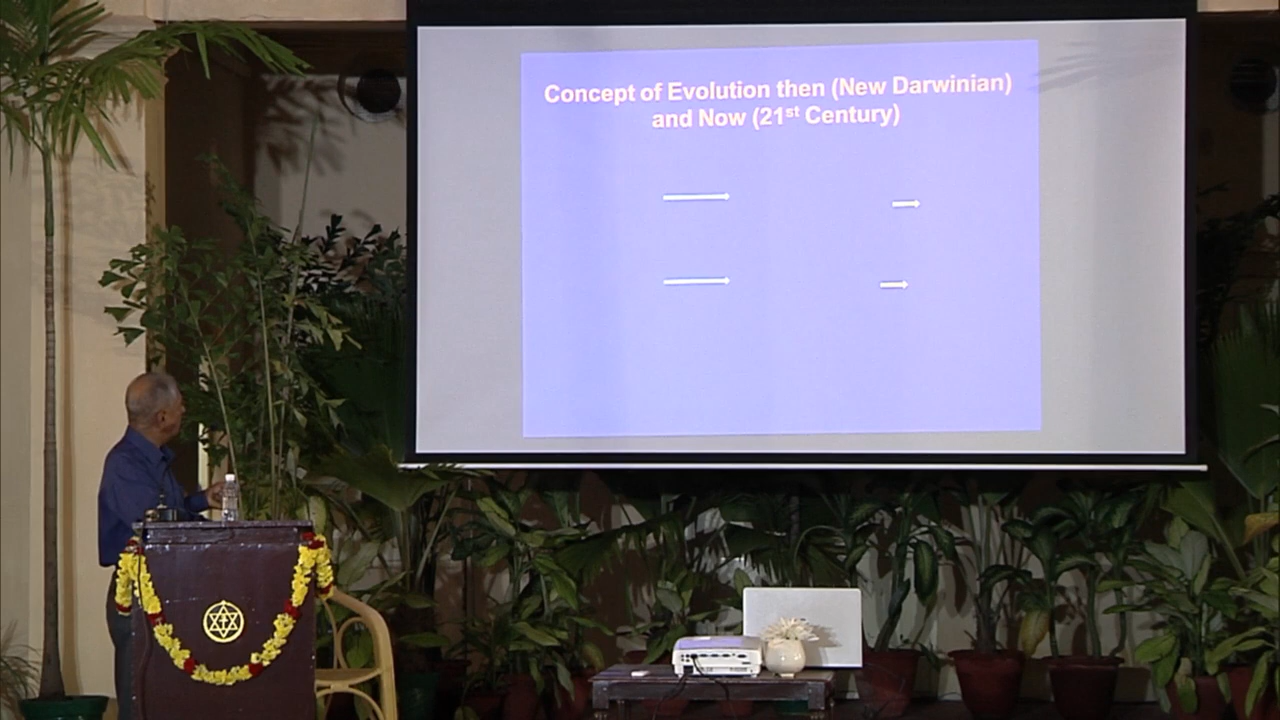 Concept of Evolution then (New Darwinian)
and Now (21st Century)